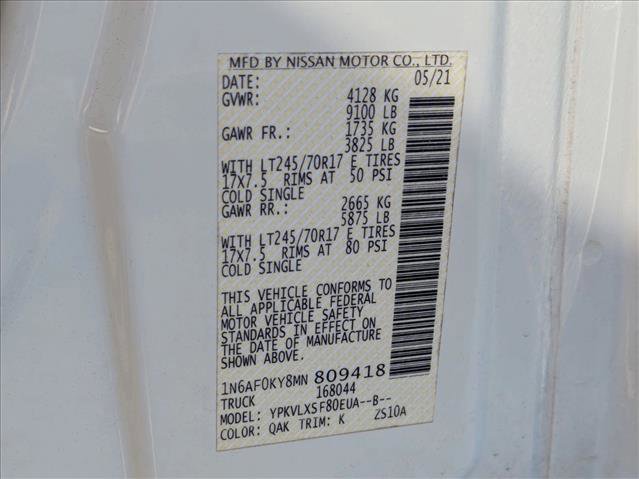 MFD BY NISSAN MOTOR CO., LTD.
DATE: 05/21
GVWR: 4128 KG
9100 LB
GAWR FR.: 1735 KG
3825 LB
WITH LT245/70R17 E TIRES
17X7.5 RIMS AT 50 PSI
COLD SINGLE
GAWR RR.: 2665 KG
5875 LB
WITH LT245/70R17 E TIRES
17X7.5 RIMS AT 80 PSI
COLD SINGLE
THIS VEHICLE CONFORMS TO
ALL APPLICABLE FEDERAL
MOTOR VEHICLE SAFETY
STANDARDS IN EFFECT ON
THE DATE OF MANUFACTURE
SHOWN ABOVE.
1N6AF0KY8MN 809418
TRUCK 168044
MODEL: YPKVLXSF80EUA--B--
COLOR: QAK TRIM: K ZS10A